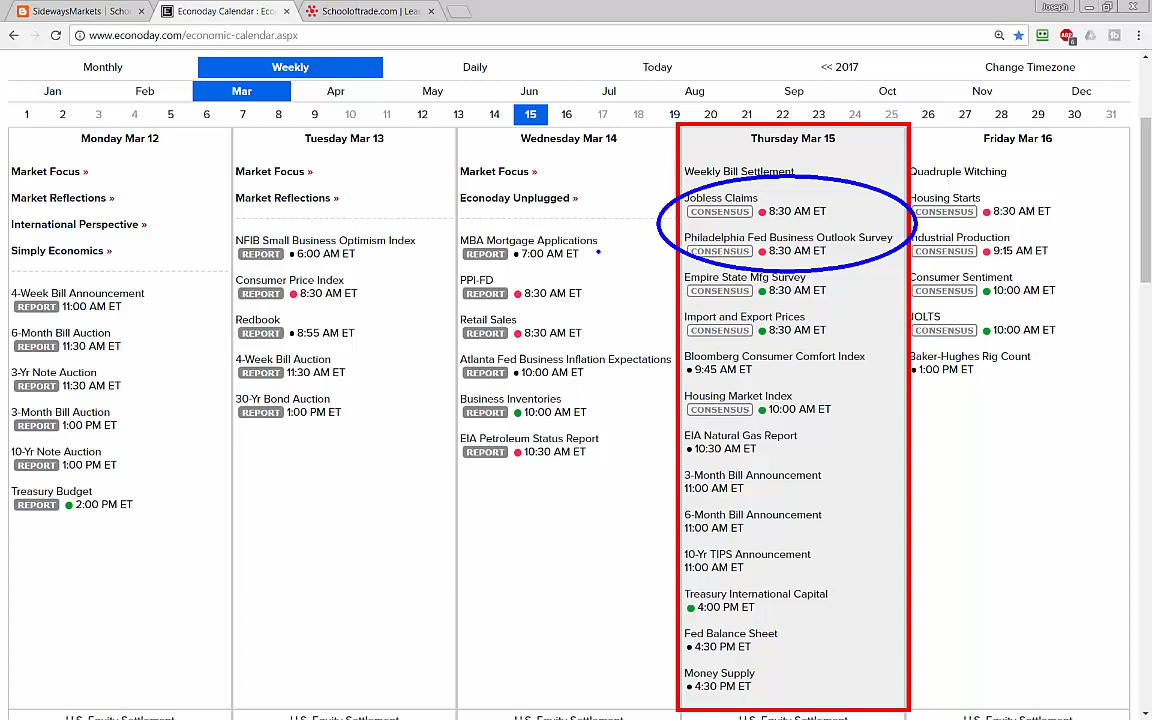 SidewaysMarkets | Scho
Econoday Calendar : Eco
Schooloftrade.com | Lea
Joseph
www.econoday.com/economic-calendar.aspx
Monthly Weekly Daily Today << 2017 Change Timezone
Jan Feb Mar Apr May Jun Jul Aug Sep Oct Nov Dec
1 2 3 4 5 6 7 8 9 10 11 12 13 14 15 16 17 18 19 20 21 22 23 24 25 26 27 28 29 30 31
Monday Mar 12
Market Focus »
Market Reflections »
International Perspective »
Simply Economics »
4-Week Bill Announcement
REPORT 11:00 AM ET
6-Month Bill Auction
REPORT 11:30 AM ET
3-Yr Note Auction
REPORT 11:30 AM ET
3-Month Bill Auction
REPORT 1:00 PM ET
10-Yr Note Auction
REPORT 1:00 PM ET
Treasury Budget
REPORT 2:00 PM ET
Tuesday Mar 13
Market Focus »
Market Reflections »
NFIB Small Business Optimism Index
REPORT 6:00 AM ET
Consumer Price Index
REPORT 8:30 AM ET
Redbook
REPORT 8:55 AM ET
4-Week Bill Auction
REPORT 11:30 AM ET
30-Yr Bond Auction
REPORT 1:00 PM ET
Wednesday Mar 14
Market Focus »
Econoday Unplugged »
MBA Mortgage Applications
REPORT 7:00 AM ET
PPI-FD
REPORT 8:30 AM ET
Retail Sales
REPORT 8:30 AM ET
Atlanta Fed Business Inflation Expectations
REPORT 10:00 AM ET
Business Inventories
REPORT 10:00 AM ET
EIA Petroleum Status Report
REPORT 10:30 AM ET
Thursday Mar 15
Weekly Bill Settlement
Jobless Claims
CONSENSUS 8:30 AM ET
Philadelphia Fed Business Outlook Survey
CONSENSUS 8:30 AM ET
Empire State Mfg Survey
CONSENSUS 8:30 AM ET
Import and Export Prices
CONSENSUS 8:30 AM ET
Bloomberg Consumer Comfort Index
9:45 AM ET
Housing Market Index
CONSENSUS 10:00 AM ET
EIA Natural Gas Report
10:30 AM ET
3-Month Bill Announcement
11:00 AM ET
6-Month Bill Announcement
11:00 AM ET
10-Yr TIPS Announcement
11:00 AM ET
Treasury International Capital
4:00 PM ET
Fed Balance Sheet
4:30 PM ET
Money Supply
4:30 PM ET
Friday Mar 16
Quadruple Witching
Housing Starts
CONSENSUS 8:30 AM ET
Industrial Production
CONSENSUS 9:15 AM ET
Consumer Sentiment
CONSENSUS 10:00 AM ET
JOLTS
CONSENSUS 10:00 AM ET
Baker-Hughes Rig Count
1:00 PM ET
U.S. Equity Settlement U.S. Equity Settlement U.S. Equity Settlement U.S. Equity Settlement U.S. Equity Settlement